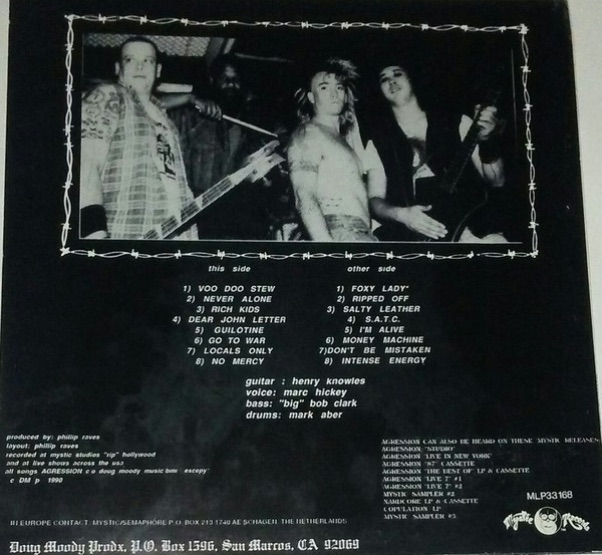 this side
1) VOO DOO STEW
2) NEVER ALONE
3) RICH KIDS
4) DEAR JOHN LETTER
5) GUILOTINE
6) GO TO WAR
7) LOCALS ONLY
8) NO MERCY
other side
1) FOXY LADY*
2) RIPPED OFF
3) SALTY LEATHER
4) S.A.T.C.
5) I'M ALIVE
6) MONEY MACHINE
7)DON'T BE MISTAKEN
8) INTENSE ENERGY
guitar : henry knowles
voice: marc hickey
bass: "big" bob clark
drums: mark aber
produced by: phillip raves
layout: phillip raves
recorded at mystic studios "rip" hollywood
and at live shows across the usa
all songs AGRESSION c o doug moody music bmi
c DM p 1990
AGRESSION CAN ALSO BE HEARD ON THESE MYSTIC RELEASES:
AGRESSION "STUDIO"
AGRESSION "LIVE IN NEW YORK"
AGRESSION "87" CASSETTE
AGRESSION "THE BEST OF" LP & CASSETTE
AGRESSION "LIVE 7" #1
AGRESSION "LIVE 7" #2
MYSTIC SAMPLER #2
NARDCORE LP & CASSETTE
COPULATION LP
MYSTIC SAMPLER #3
MLP33168
Mystic Records
IN EUROPE CONTACT: MYSTIC/SEMAPHORE P.O. BOX 213 1740 AE SCHAGEN, THE NETHERLANDS
Doug Moody Prodx, P.O. Box 1596, San Marcos, CA 92069